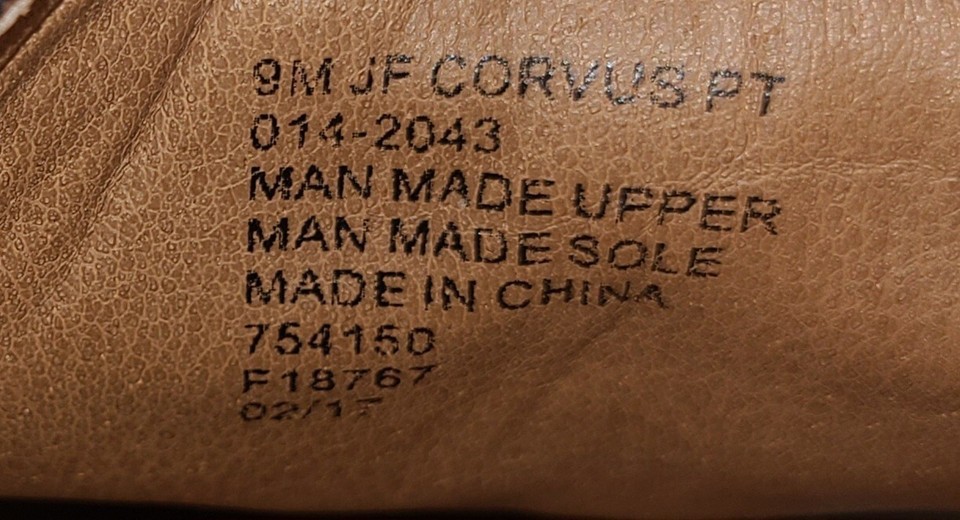 9M JF CORVUS PT
014-2043
MAN MADE UPPER
MAN MADE SOLE
MADE IN CHINA
754150
F18767
02/17